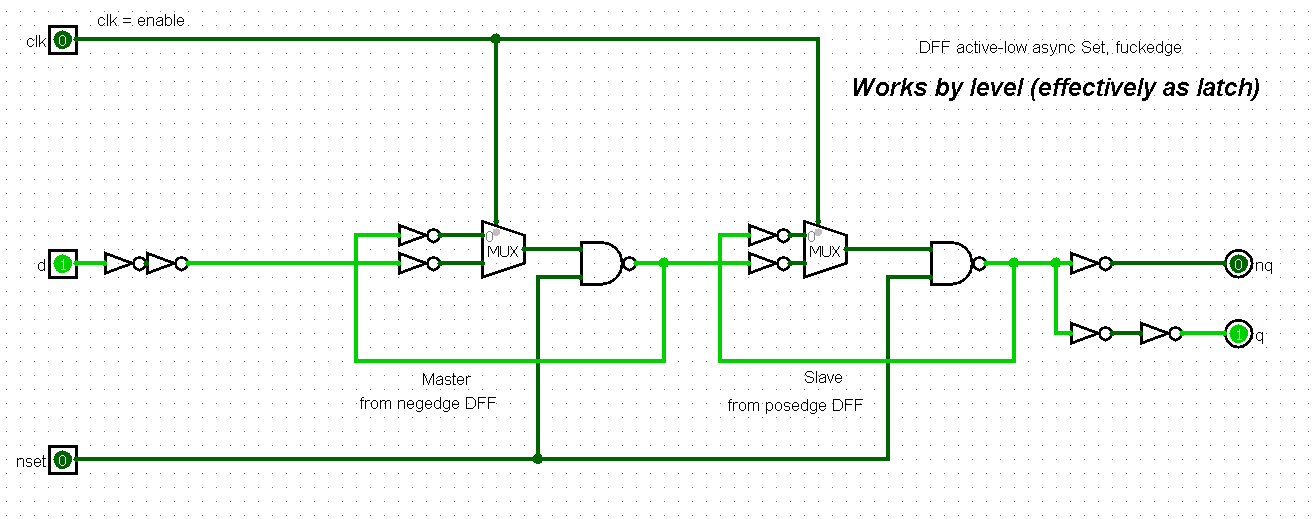 clk = enable
clk 0
DFF active-low async Set, fuckedge
Works by level (effectively as latch)
0
MUX
0
MUX
d 1
0 nq
1 q
Master
from negedge DFF
Slave
from posedge DFF
nset 0